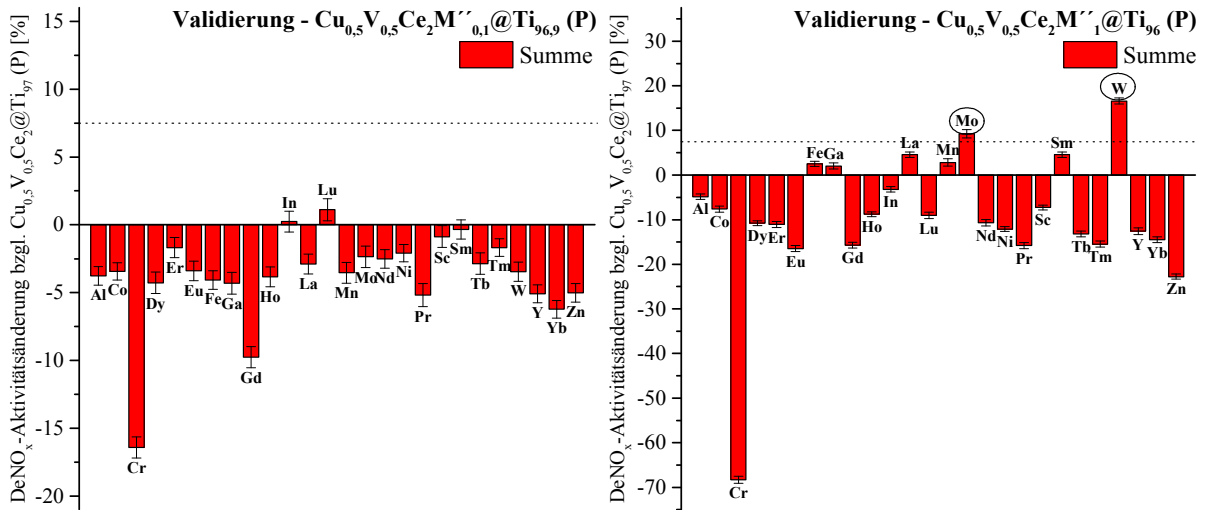 Validierung - Cu0,5V0,5Ce2M´´0,1@Ti96,9 (P)
Summe
DeNOx-Aktivitätsänderung bzgl. Cu0,5V0,5Ce2@Ti97 (P) [%]
15
10
5
0
-5
-10
-15
-20
Al
Co
Cr
Dy
Er
Eu
Fe
Ga
Gd
Ho
In
La
Lu
Mn
Mo
Nd
Ni
Pr
Sc
Sm
Tb
Tm
W
Y
Yb
Zn
Validierung - Cu0,5V0,5Ce2M´´1@Ti96 (P)
Summe
DeNOx-Aktivitätsänderung bzgl. Cu0,5V0,5Ce2@Ti97 (P) [%]
30
20
10
0
-10
-20
-30
-40
-50
-60
-70
Al
Co
Cr
Dy
Er
Eu
Fe
Ga
Gd
Ho
In
La
Lu
Mn
Mo
Nd
Ni
Pr
Sc
Sm
Tb
Tm
W
Y
Yb
Zn